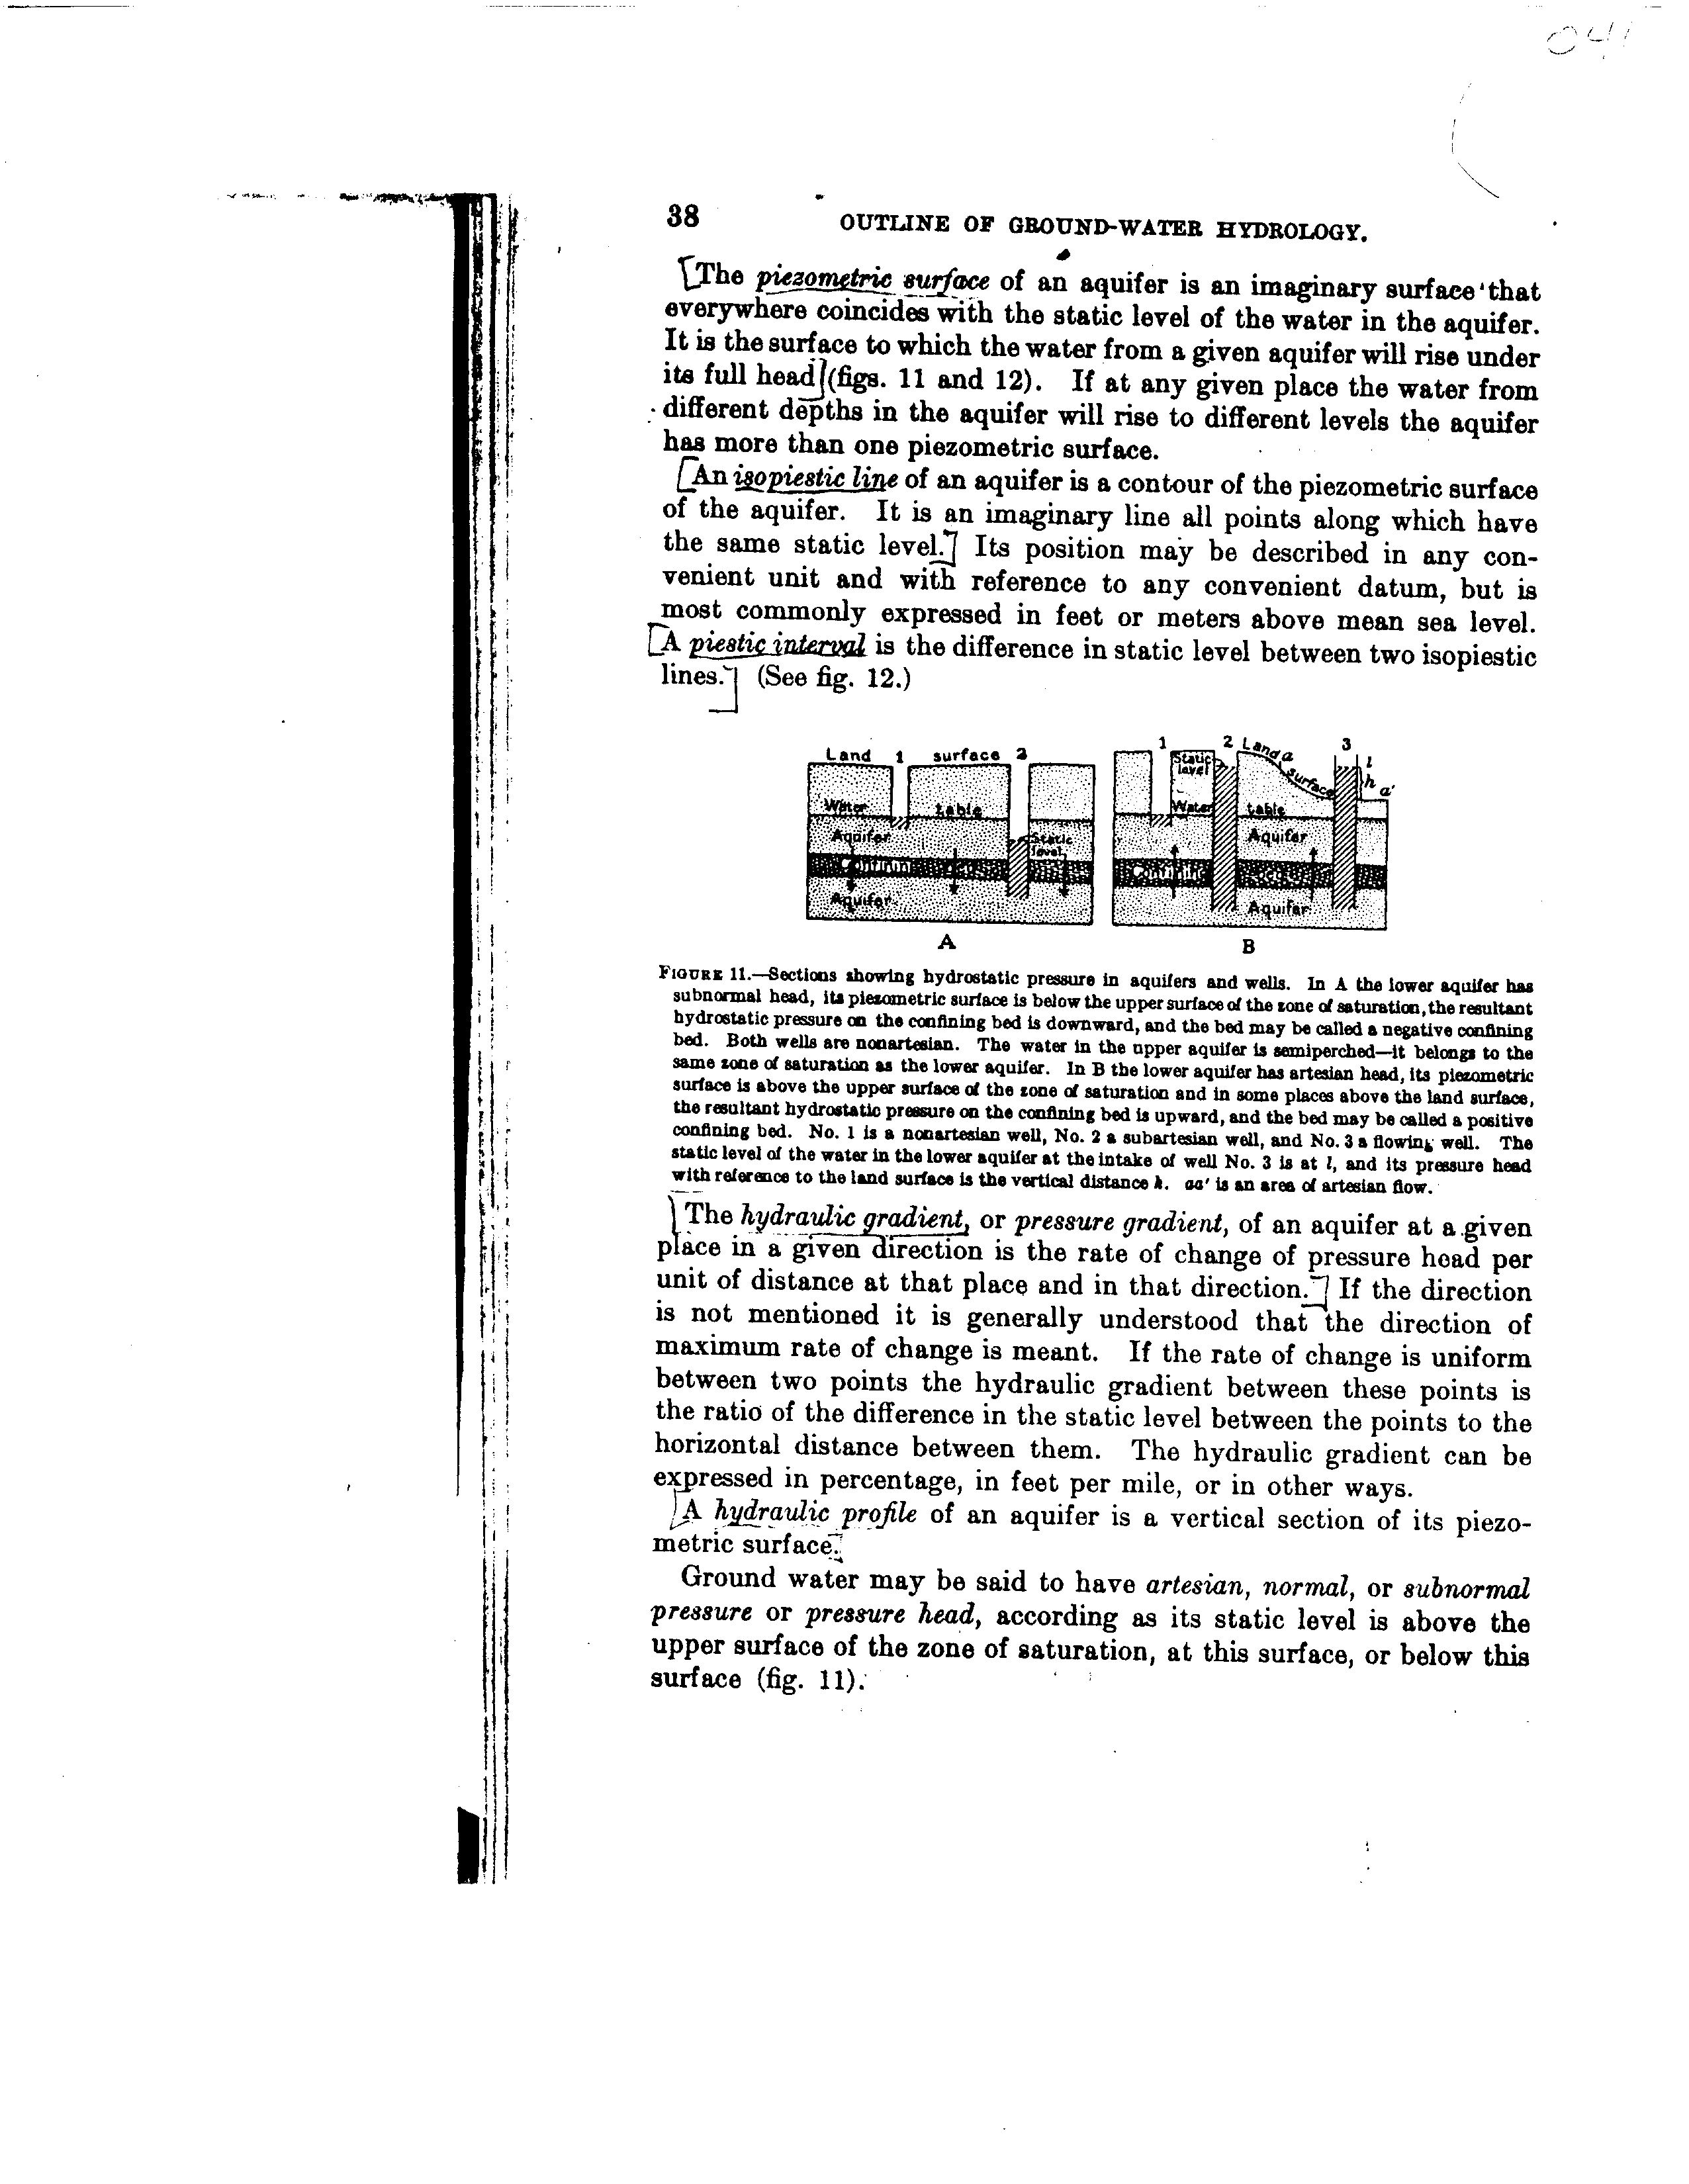 041
38 OUTLINE OF GROUND-WATER HYDROLOGY.
The piezometric surface of an aquifer is an imaginary surface that
everywhere coincides with the static level of the water in the aquifer.
It is the surface to which the water from a given aquifer will rise under
its full head (figs. 11 and 12). If at any given place the water from
different depths in the aquifer will rise to different levels the aquifer
has more than one piezometric surface.
[An isopiestic line of an aquifer is a contour of the piezometric surface
of the aquifer. It is an imaginary line all points along which have
the same static level.] Its position may be described in any con-
venient unit and with reference to any convenient datum, but is
most commonly expressed in feet or meters above mean sea level.
[A piestic interval is the difference in static level between two isopiestic
lines.] (See fig. 12.)
Land 1 surface 2
Water table
Aquifer
Static
level
Confining bed
Aquifer
A
1 2 Land a surface 3
Static
level
l
h
a'
Water table
Aquifer
Confining bed
Aquifer
B
FIGURE 11.—Sections showing hydrostatic pressure in aquifers and wells. In A the lower aquifer has
subnormal head, its piezometric surface is below the upper surface of the zone of saturation, the resultant
hydrostatic pressure on the confining bed is downward, and the bed may be called a negative confining
bed. Both wells are nonartesian. The water in the upper aquifer is semiperched—it belongs to the
same zone of saturation as the lower aquifer. In B the lower aquifer has artesian head, its piezometric
surface is above the upper surface of the zone of saturation and in some places above the land surface,
the resultant hydrostatic pressure on the confining bed is upward, and the bed may be called a positive
confining bed. No. 1 is a nonartesian well, No. 2 a subartesian well, and No. 3 a flowing well. The
static level of the water in the lower aquifer at the intake of well No. 3 is at l, and its pressure head
with reference to the land surface is the vertical distance h. aa' is an area of artesian flow.
The hydraulic gradient, or pressure gradient, of an aquifer at a given
place in a given direction is the rate of change of pressure head per
unit of distance at that place and in that direction.] If the direction
is not mentioned it is generally understood that the direction of
maximum rate of change is meant. If the rate of change is uniform
between two points the hydraulic gradient between these points is
the ratio of the difference in the static level between the points to the
horizontal distance between them. The hydraulic gradient can be
expressed in percentage, in feet per mile, or in other ways.
[A hydraulic profile of an aquifer is a vertical section of its piezo-
metric surface.]
Ground water may be said to have artesian, normal, or subnormal
pressure or pressure head, according as its static level is above the
upper surface of the zone of saturation, at this surface, or below this
surface (fig. 11).